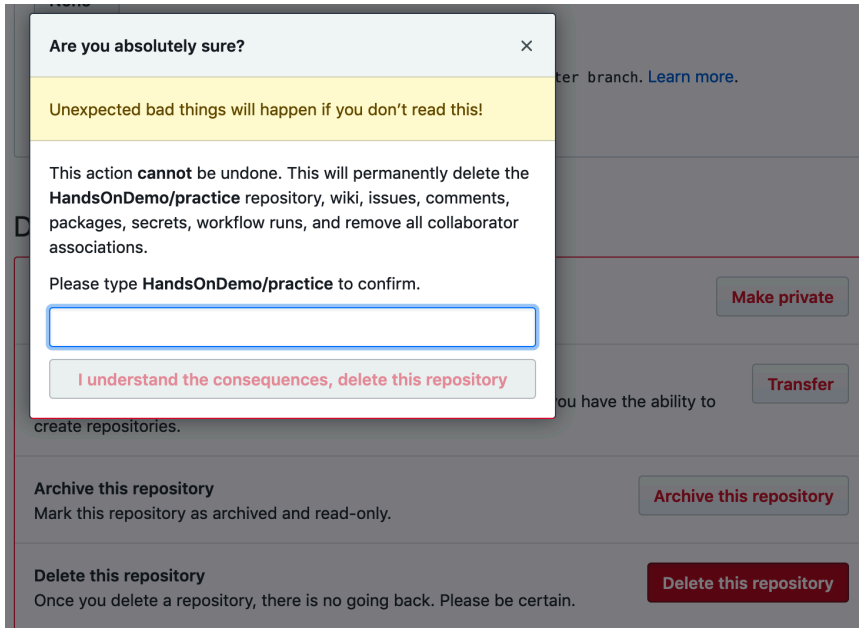 Are you absolutely sure?
Unexpected bad things will happen if you don’t read this!
This action cannot be undone. This will permanently delete the
HandsOnDemo/practice repository, wiki, issues, comments,
packages, secrets, workflow runs, and remove all collaborator
associations.
Please type HandsOnDemo/practice to confirm.
I understand the consequences, delete this repository
branch. Learn more.
Make private
Transfer
have the ability to
create repositories.
Archive this repository
Mark this repository as archived and read-only.
Archive this repository
Delete this repository
Once you delete a repository, there is no going back. Please be certain.
Delete this repository